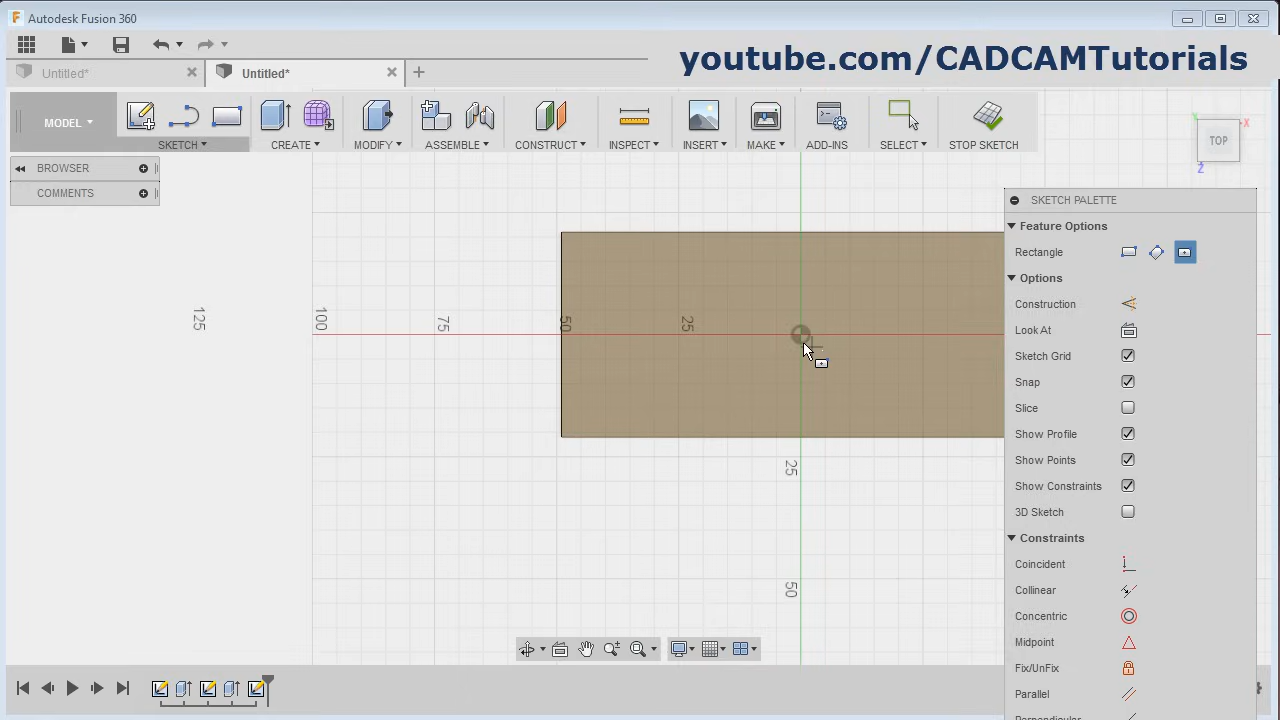 Autodesk Fusion 360
youtube.com/CADCAMTutorials
Untitled*
Untitled*
MODEL
SKETCH
CREATE
MODIFY
ASSEMBLE
CONSTRUCT
INSPECT
INSERT
MAKE
ADD-INS
SELECT
STOP SKETCH
BROWSER
COMMENTS
TOP
X
Y
Z
125
100
75
50
25
25
50
SKETCH PALETTE
Feature Options
Rectangle
Options
Construction
Look At
Sketch Grid
Snap
Slice
Show Profile
Show Points
Show Constraints
3D Sketch
Constraints
Coincident
Collinear
Concentric
Midpoint
Fix/UnFix
Parallel
Perpendicular